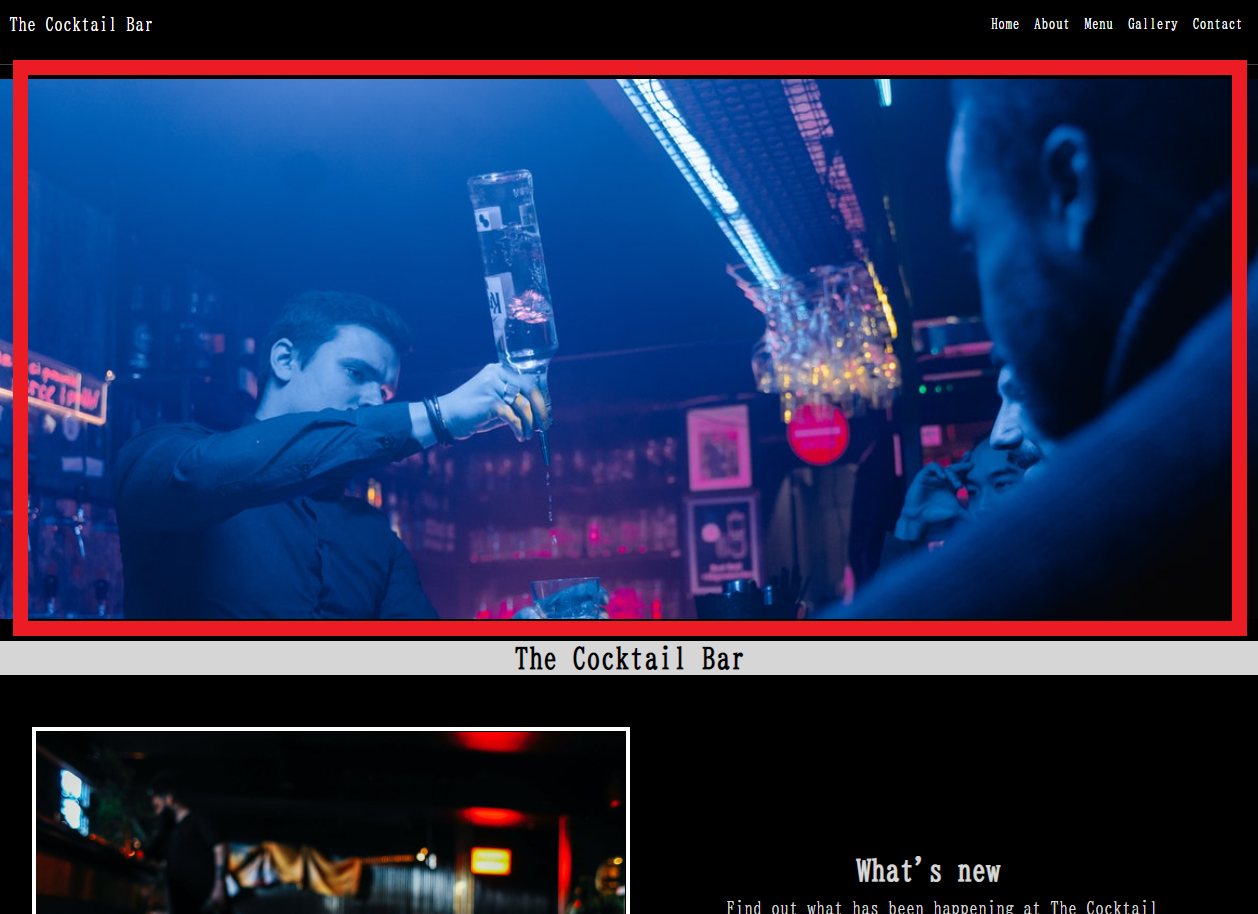 The Cocktail Bar
Home About Menu Gallery Contact
The Cocktail Bar
What's new
Find out what has been happening at The Cocktail